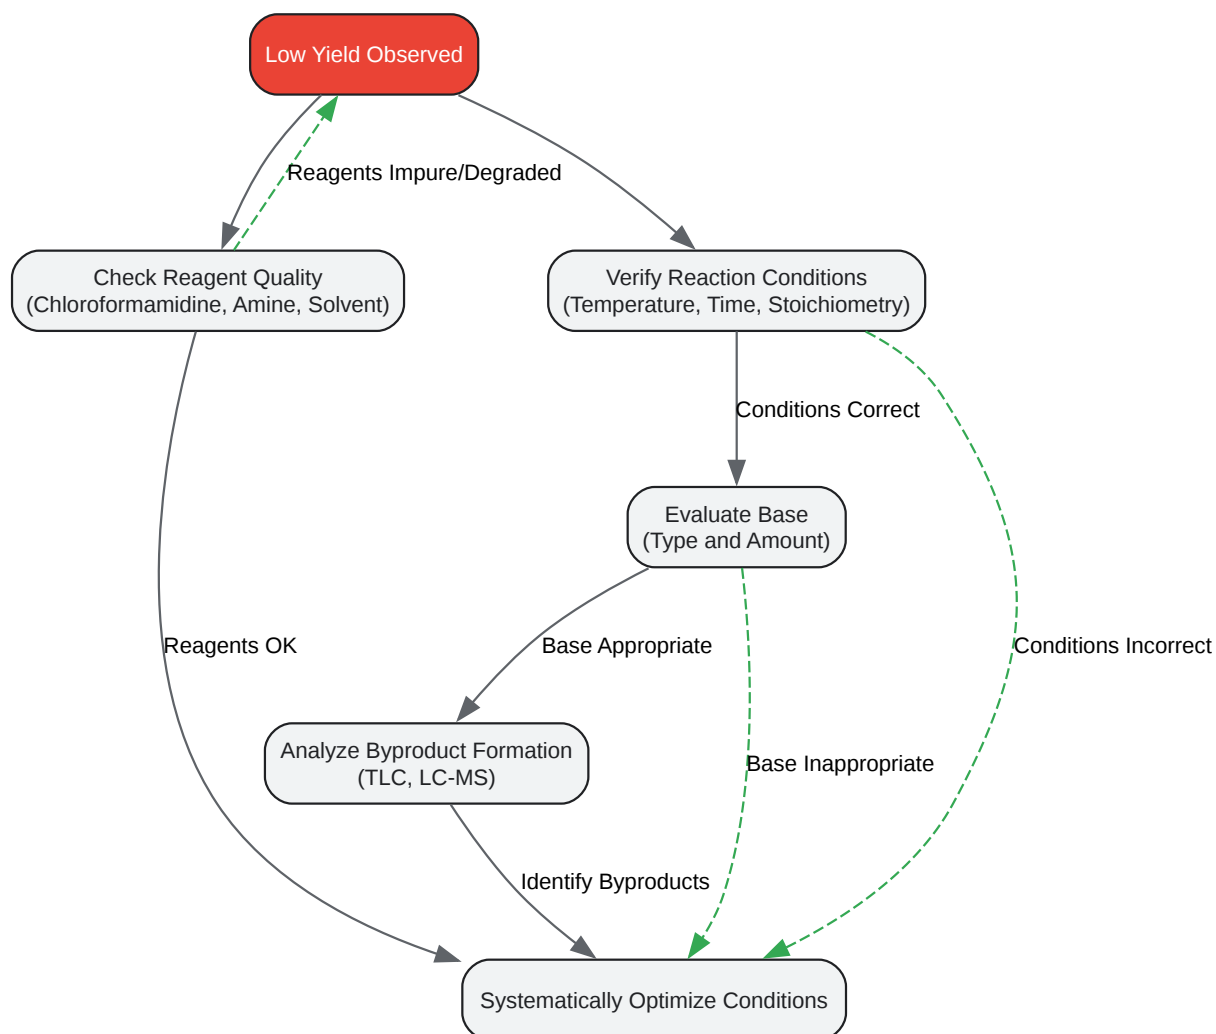 Low Yield Observed
Reagents Impure/Degraded
Check Reagent Quality
(Chloroformamidine, Amine, Solvent)
Verify Reaction Conditions
(Temperature, Time, Stoichiometry)
Conditions Correct
Evaluate Base
(Type and Amount)
Reagents OK
Base Appropriate
Conditions Incorrect
Analyze Byproduct Formation
(TLC, LC-MS)
Base Inappropriate
Identify Byproducts
Systematically Optimize Conditions